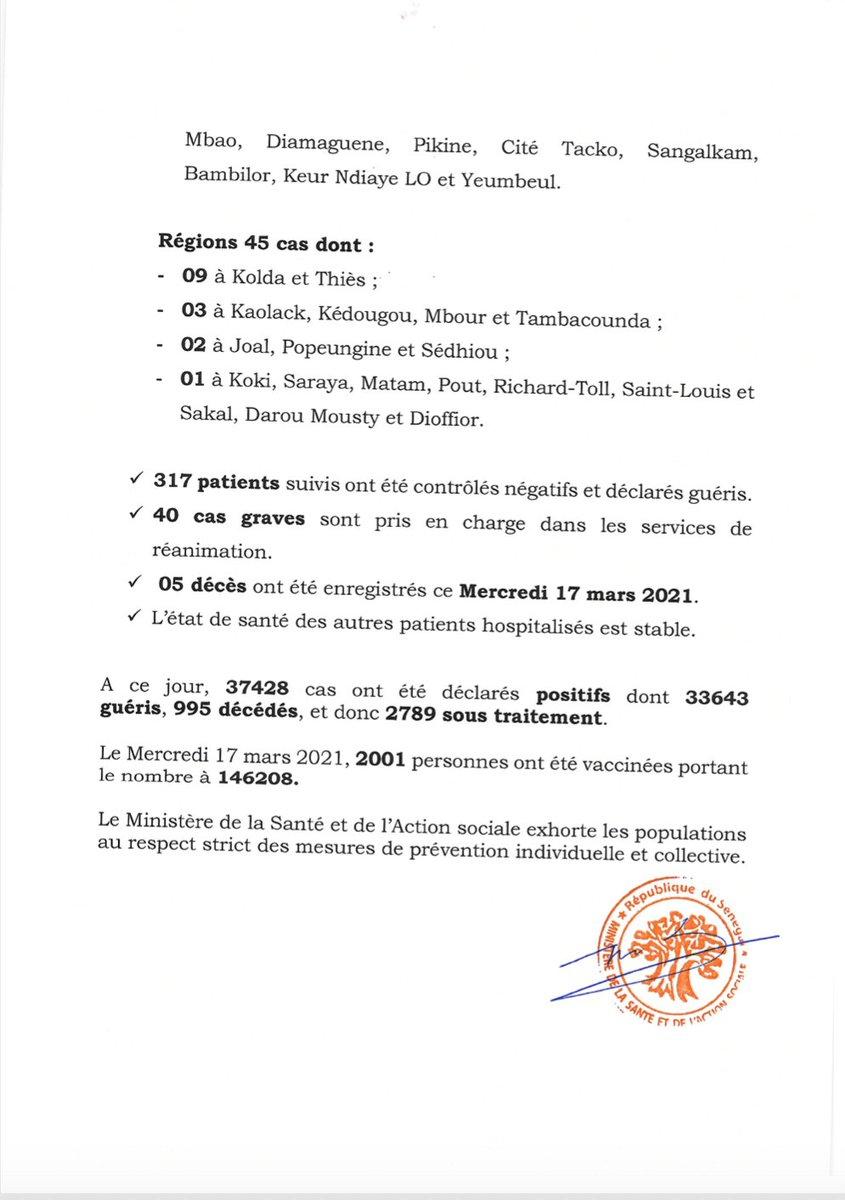 Mbao, Diamaguene, Pikine, Cité Tacko, Sangalkam,
Bambilor, Keur Ndiaye LO et Yeumbeul.
Régions 45 cas dont :
- 09 à Kolda et Thiès ;
- 03 à Kaolack, Kédougou, Mbour et Tambacounda ;
- 02 à Joal, Popeungine et Sédhiou ;
- 01 à Koki, Saraya, Matam, Pout, Richard-Toll, Saint-Louis et
Sakal, Darou Mousty et Dioffior.
✓ 317 patients suivis ont été contrôlés négatifs et déclarés guéris.
✓ 40 cas graves sont pris en charge dans les services de
réanimation.
✓ 05 décès ont été enregistrés ce Mercredi 17 mars 2021.
✓ L'état de santé des autres patients hospitalisés est stable.
A ce jour, 37428 cas ont été déclarés positifs dont 33643
guéris, 995 décédés, et donc 2789 sous traitement.
Le Mercredi 17 mars 2021, 2001 personnes ont été vaccinées portant
le nombre à 146208.
Le Ministère de la Santé et de l'Action sociale exhorte les populations
au respect strict des mesures de prévention individuelle et collective.
★ République du Sénégal ★
MINISTÈRE DE LA SANTE ET DE L'ACTION SOCIALE